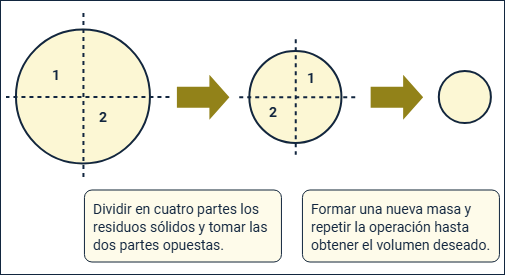 1
2
1
2
Dividir en cuatro partes los
residuos sólidos y tomar las
dos partes opuestas.
Formar una nueva masa y
repetir la operación hasta
obtener el volumen deseado.